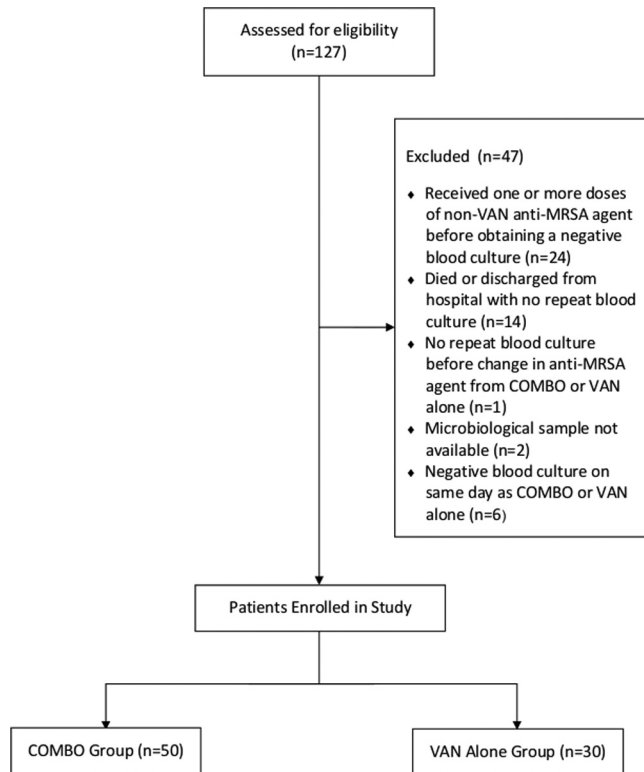 Assessed for eligibility
(n=127)
Excluded (n=47)
♦ Received one or more doses
of non-VAN anti-MRSA agent
before obtaining a negative
blood culture (n=24)
♦ Died or discharged from
hospital with no repeat blood
culture (n=14)
♦ No repeat blood culture
before change in anti-MRSA
agent from COMBO or VAN
alone (n=1)
♦ Microbiological sample not
available (n=2)
♦ Negative blood culture on
same day as COMBO or VAN
alone (n=6)
Patients Enrolled in Study
COMBO Group (n=50)
VAN Alone Group (n=30)